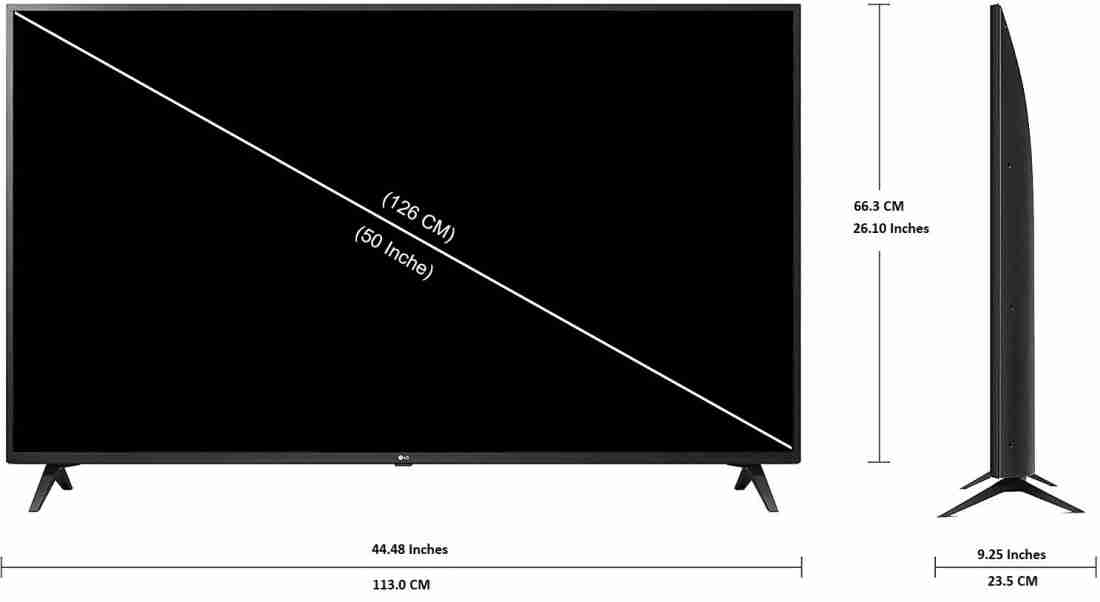 (126 CM)
(50 Inche)
LG
66.3 CM
26.10 Inches
44.48 Inches
113.0 CM
9.25 Inches
23.5 CM